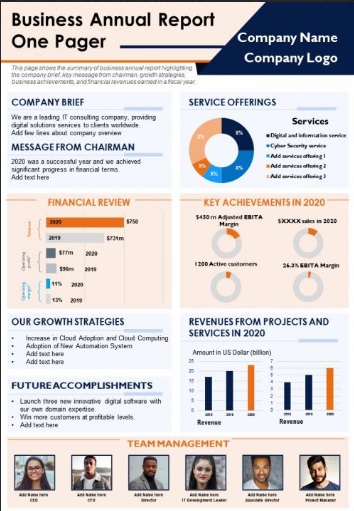 Business Annual Report
One Pager
Company Name
Company Logo
This page shows the summary of business annual report highlighting
the company brief, key message from chairman, growth strategies,
business achievements, and financial revenues earned in a fiscal year.
COMPANY BRIEF
We are a leading IT consulting company, providing
digital solutions services to clients worldwide.
Add few lines about company overview
MESSAGE FROM CHAIRMAN
2020 was a successful year and we achieved
significant progress in financial terms.
Add text here
SERVICE OFFERINGS
Services
Digital and information service
Cyber Security service
Add services offering 1
Add services offering 2
Add services offering 3
FINANCIAL REVIEW
Revenue
2020
$750
2019
$731m
Operating
$77m 2020
$96m 2019
Operating
11% 2020
13% 2019
KEY ACHIEVEMENTS IN 2020
$450 m Adjusted EBITA
Margin
$XXXX sales in 2020
1200 Active customers
26.3% EBITA Margin
OUR GROWTH STRATEGIES
• Increase in Cloud Adoption and Cloud Computing
• Adoption of New Automation System
• Add text here
• Add text here
FUTURE ACCOMPLISHMENTS
• Launch three new innovative digital software with
our own domain expertise.
• Win more customers at profitable levels.
• Add text here
REVENUES FROM PROJECTS AND
SERVICES IN 2020
Amount in US Dollar (billion)
25
20
15
10
5
0
Revenue
7
6
5
4
3
2
1
0
Revenue
TEAM MANAGEMENT
Add Name here
CEO
Add Name here
CFO
Add Name here
Director
Add Name here
IT Development Leader
Add Name here
Associate Director
Add Name here
Project Manager